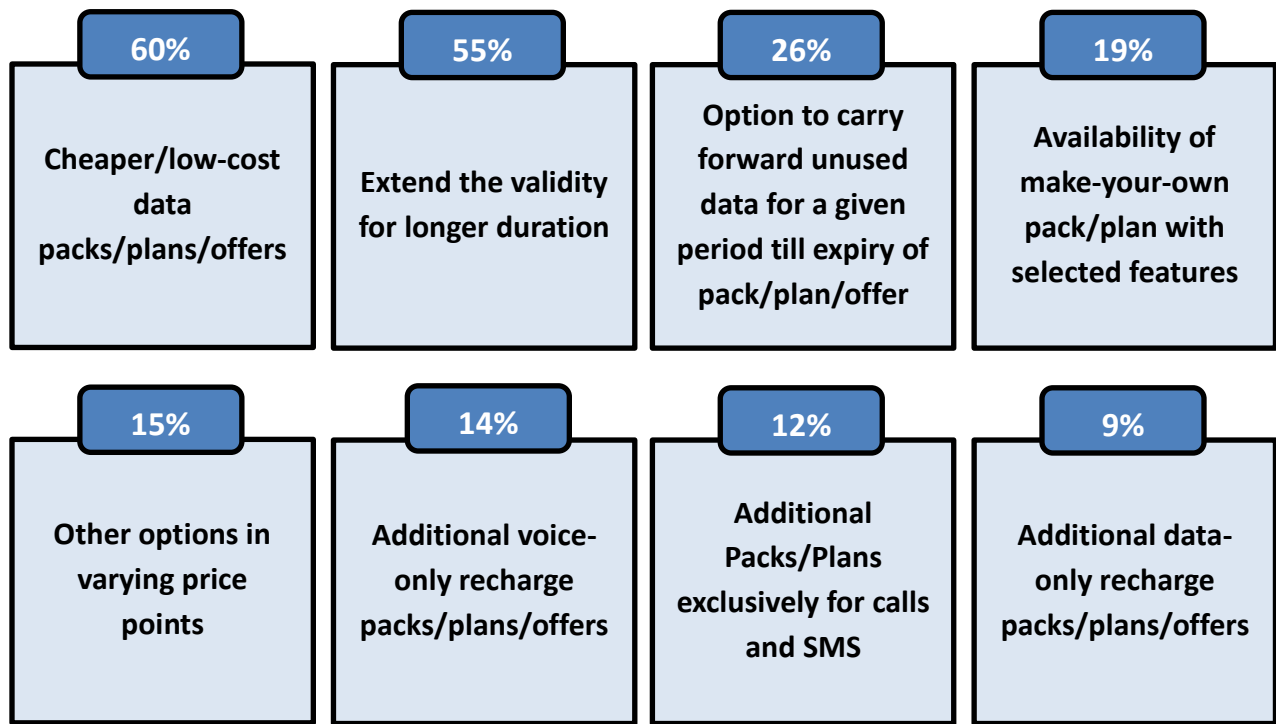 60%
Cheaper/low-cost
data
packs/plans/offers
55%
Extend the validity
for longer duration
26%
Option to carry
forward unused
data for a given
period till expiry of
pack/plan/offer
19%
Availability of
make-your-own
pack/plan with
selected features
15%
Other options in
varying price
points
14%
Additional voice-
only recharge
packs/plans/offers
12%
Additional
Packs/Plans
exclusively for calls
and SMS
9%
Additional data-
only recharge
packs/plans/offers